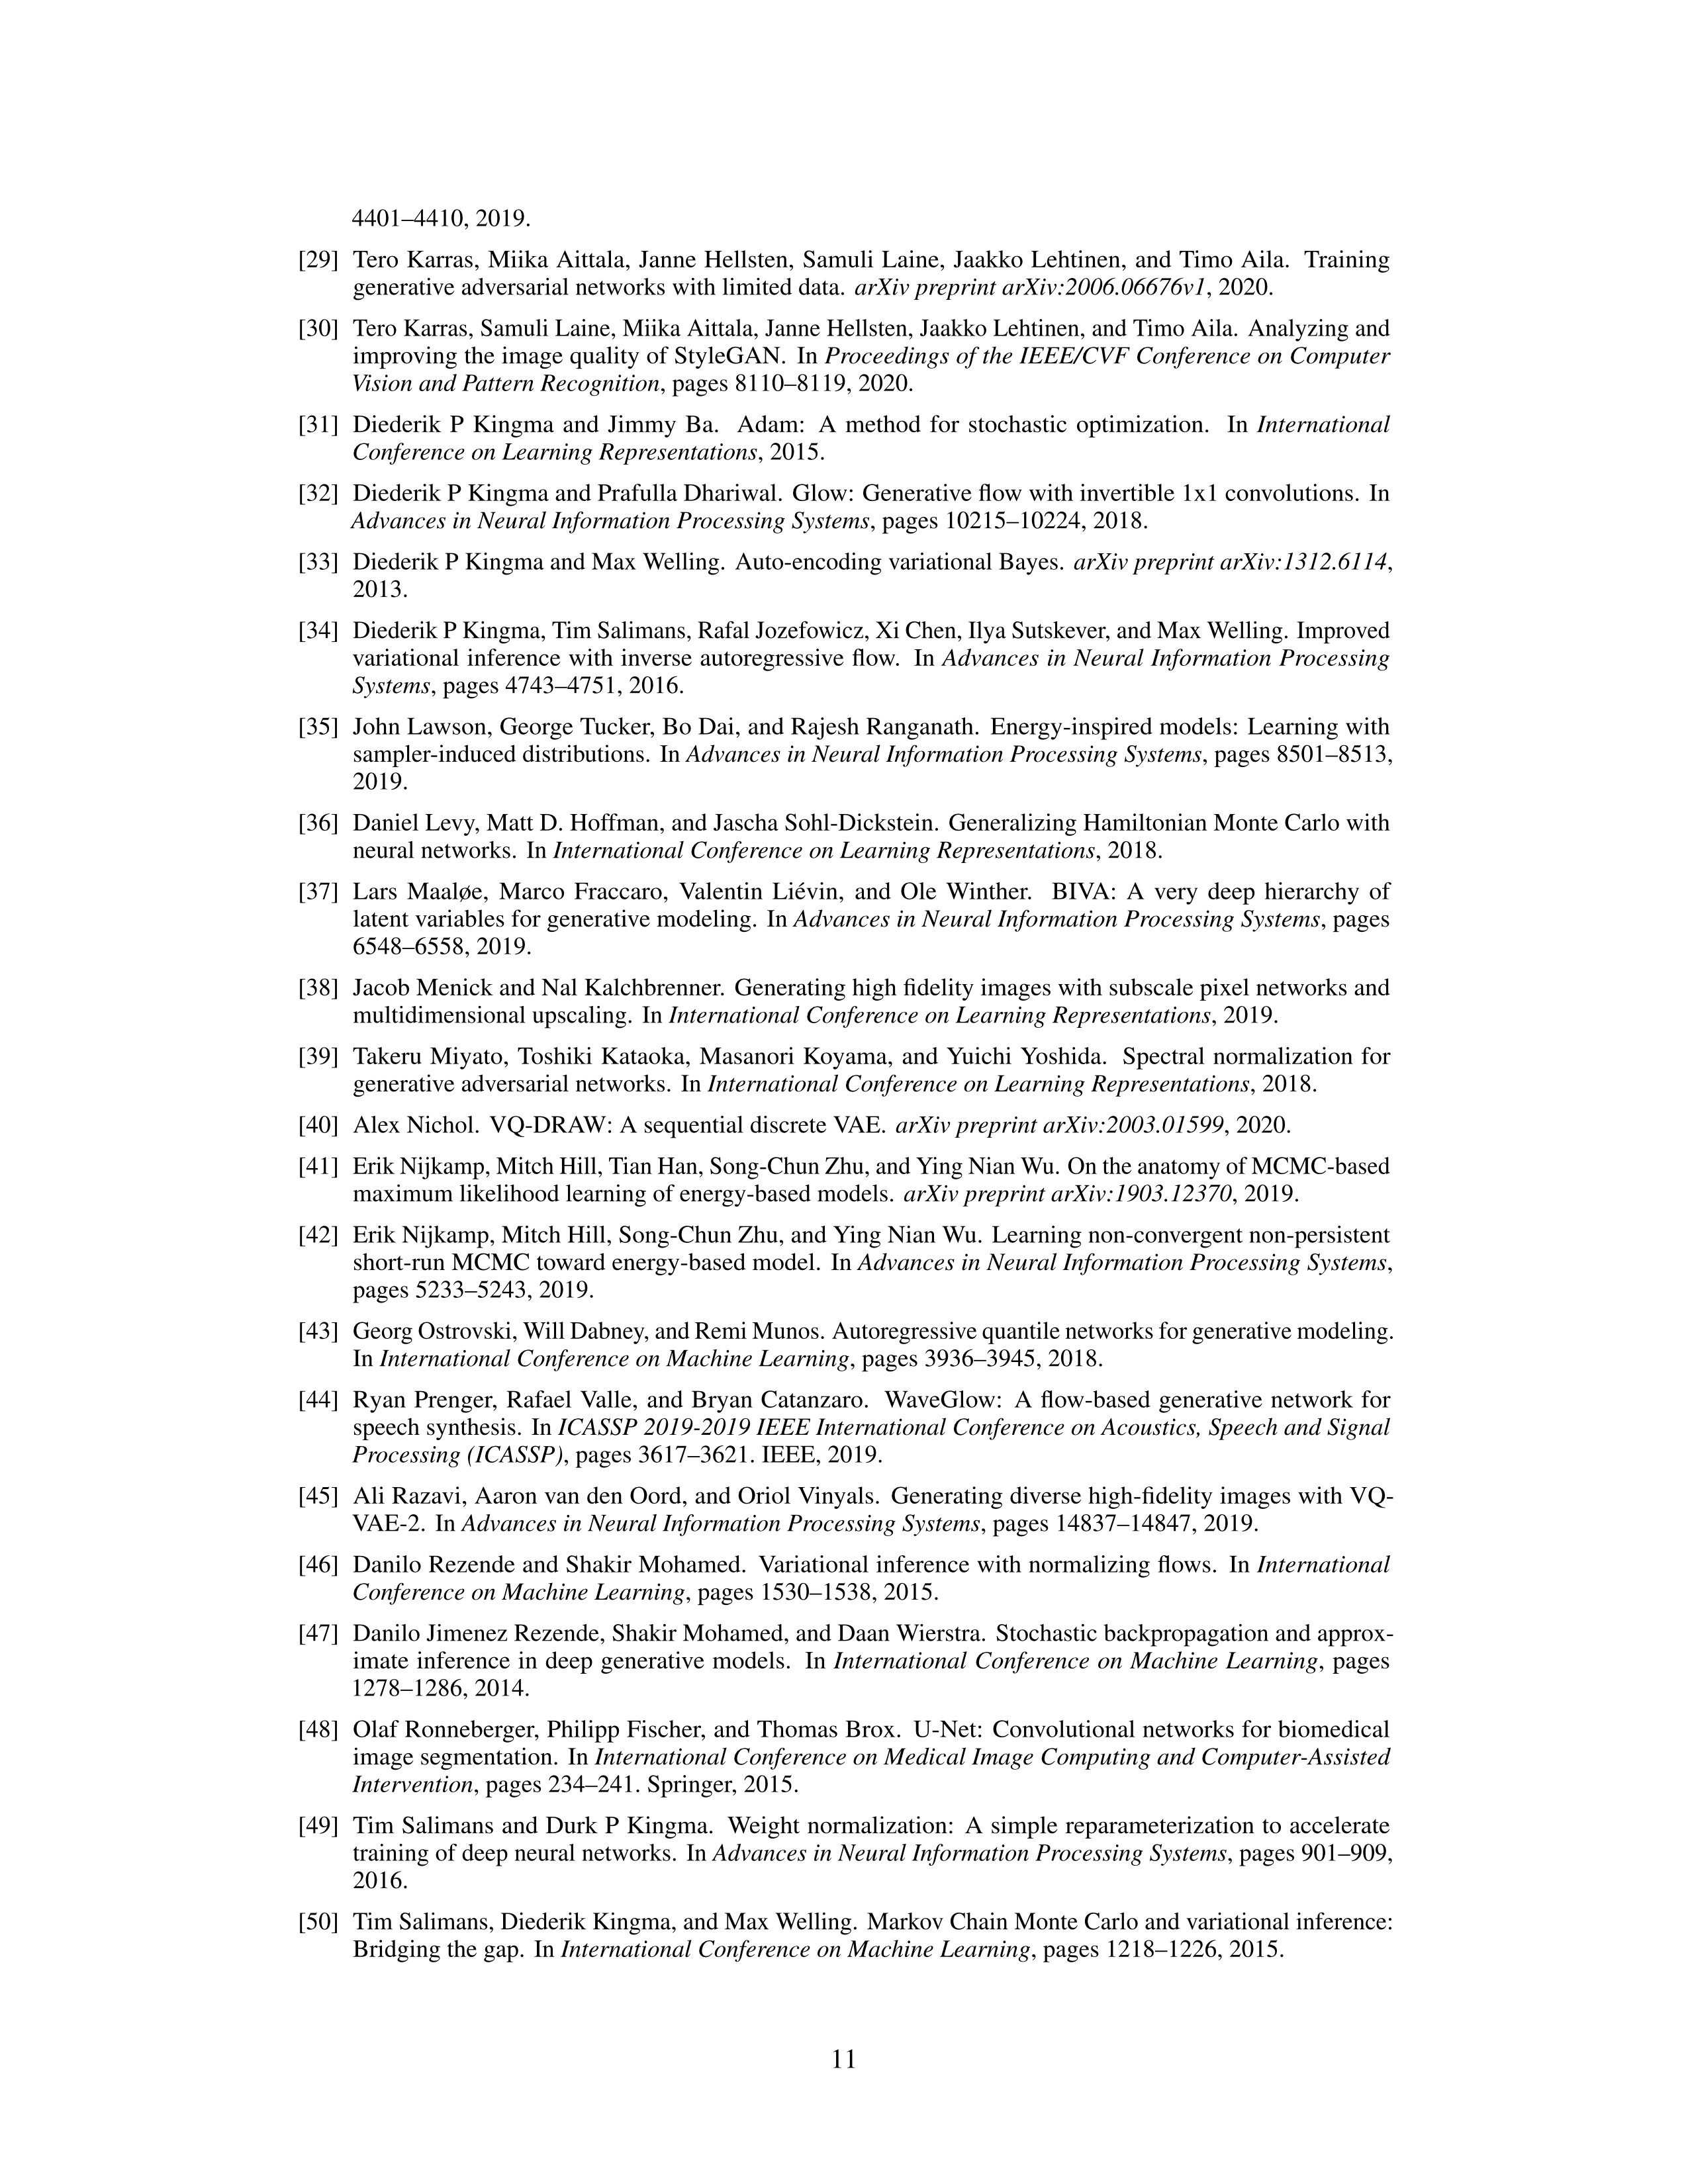 4401–4410, 2019.
[29] Tero Karras, Miika Aittala, Janne Hellsten, Samuli Laine, Jaakko Lehtinen, and Timo Aila. Training
generative adversarial networks with limited data. arXiv preprint arXiv:2006.06676v1, 2020.
[30] Tero Karras, Samuli Laine, Miika Aittala, Janne Hellsten, Jaakko Lehtinen, and Timo Aila. Analyzing and
improving the image quality of StyleGAN. In Proceedings of the IEEE/CVF Conference on Computer
Vision and Pattern Recognition, pages 8110–8119, 2020.
[31] Diederik P Kingma and Jimmy Ba. Adam: A method for stochastic optimization. In International
Conference on Learning Representations, 2015.
[32] Diederik P Kingma and Prafulla Dhariwal. Glow: Generative flow with invertible 1x1 convolutions. In
Advances in Neural Information Processing Systems, pages 10215–10224, 2018.
[33] Diederik P Kingma and Max Welling. Auto-encoding variational Bayes. arXiv preprint arXiv:1312.6114,
2013.
[34] Diederik P Kingma, Tim Salimans, Rafal Jozefowicz, Xi Chen, Ilya Sutskever, and Max Welling. Improved
variational inference with inverse autoregressive flow. In Advances in Neural Information Processing
Systems, pages 4743–4751, 2016.
[35] John Lawson, George Tucker, Bo Dai, and Rajesh Ranganath. Energy-inspired models: Learning with
sampler-induced distributions. In Advances in Neural Information Processing Systems, pages 8501–8513,
2019.
[36] Daniel Levy, Matt D. Hoffman, and Jascha Sohl-Dickstein. Generalizing Hamiltonian Monte Carlo with
neural networks. In International Conference on Learning Representations, 2018.
[37] Lars Maaløe, Marco Fraccaro, Valentin Liévin, and Ole Winther. BIVA: A very deep hierarchy of
latent variables for generative modeling. In Advances in Neural Information Processing Systems, pages
6548–6558, 2019.
[38] Jacob Menick and Nal Kalchbrenner. Generating high fidelity images with subscale pixel networks and
multidimensional upscaling. In International Conference on Learning Representations, 2019.
[39] Takeru Miyato, Toshiki Kataoka, Masanori Koyama, and Yuichi Yoshida. Spectral normalization for
generative adversarial networks. In International Conference on Learning Representations, 2018.
[40] Alex Nichol. VQ-DRAW: A sequential discrete VAE. arXiv preprint arXiv:2003.01599, 2020.
[41] Erik Nijkamp, Mitch Hill, Tian Han, Song-Chun Zhu, and Ying Nian Wu. On the anatomy of MCMC-based
maximum likelihood learning of energy-based models. arXiv preprint arXiv:1903.12370, 2019.
[42] Erik Nijkamp, Mitch Hill, Song-Chun Zhu, and Ying Nian Wu. Learning non-convergent non-persistent
short-run MCMC toward energy-based model. In Advances in Neural Information Processing Systems,
pages 5233–5243, 2019.
[43] Georg Ostrovski, Will Dabney, and Remi Munos. Autoregressive quantile networks for generative modeling.
In International Conference on Machine Learning, pages 3936–3945, 2018.
[44] Ryan Prenger, Rafael Valle, and Bryan Catanzaro. WaveGlow: A flow-based generative network for
speech synthesis. In ICASSP 2019-2019 IEEE International Conference on Acoustics, Speech and Signal
Processing (ICASSP), pages 3617–3621. IEEE, 2019.
[45] Ali Razavi, Aaron van den Oord, and Oriol Vinyals. Generating diverse high-fidelity images with VQ-
VAE-2. In Advances in Neural Information Processing Systems, pages 14837–14847, 2019.
[46] Danilo Rezende and Shakir Mohamed. Variational inference with normalizing flows. In International
Conference on Machine Learning, pages 1530–1538, 2015.
[47] Danilo Jimenez Rezende, Shakir Mohamed, and Daan Wierstra. Stochastic backpropagation and approx-
imate inference in deep generative models. In International Conference on Machine Learning, pages
1278–1286, 2014.
[48] Olaf Ronneberger, Philipp Fischer, and Thomas Brox. U-Net: Convolutional networks for biomedical
image segmentation. In International Conference on Medical Image Computing and Computer-Assisted
Intervention, pages 234–241. Springer, 2015.
[49] Tim Salimans and Durk P Kingma. Weight normalization: A simple reparameterization to accelerate
training of deep neural networks. In Advances in Neural Information Processing Systems, pages 901–909,
2016.
[50] Tim Salimans, Diederik Kingma, and Max Welling. Markov Chain Monte Carlo and variational inference:
Bridging the gap. In International Conference on Machine Learning, pages 1218–1226, 2015.
11